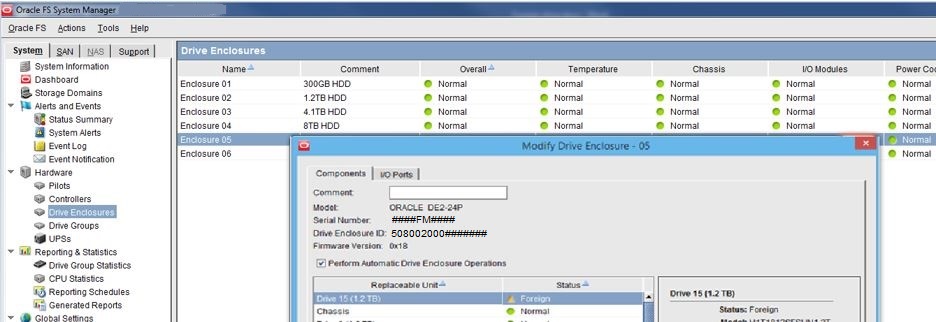 Oracle FS System Manager
Oracle FS Actions Tools Help
System SAN NAS Support
System Information
Dashboard
Storage Domains
Alerts and Events
Status Summary
System Alerts
Event Log
Event Notification
Hardware
Pilots
Controllers
Drive Enclosures
Drive Groups
UPSs
Reporting & Statistics
Drive Group Statistics
CPU Statistics
Reporting Schedules
Generated Reports
Global Settings
Drive Enclosures
Name Comment Overall Temperature Chassis I/O Modules Power Co
Enclosure 01 300GB HDD Normal Normal Normal Normal Normal
Enclosure 02 1.2TB HDD Normal Normal Normal Normal Normal
Enclosure 03 4.1TB HDD Normal Normal Normal Normal Normal
Enclosure 04 8TB HDD Normal Normal Normal Normal Normal
Enclosure 05 Normal
Enclosure 06 Normal
Modify Drive Enclosure - 05
Components I/O Ports
Comment:
Model: ORACLE DE2-24P
Serial Number: ####FM####
Drive Enclosure ID: 508002000#######
Firmware Version: 0x18
Perform Automatic Drive Enclosure Operations
Replaceable Unit Status
Drive 15 (1.2 TB) Foreign
Chassis Normal
Drive 15 (1.2 TB)
Status: Foreign